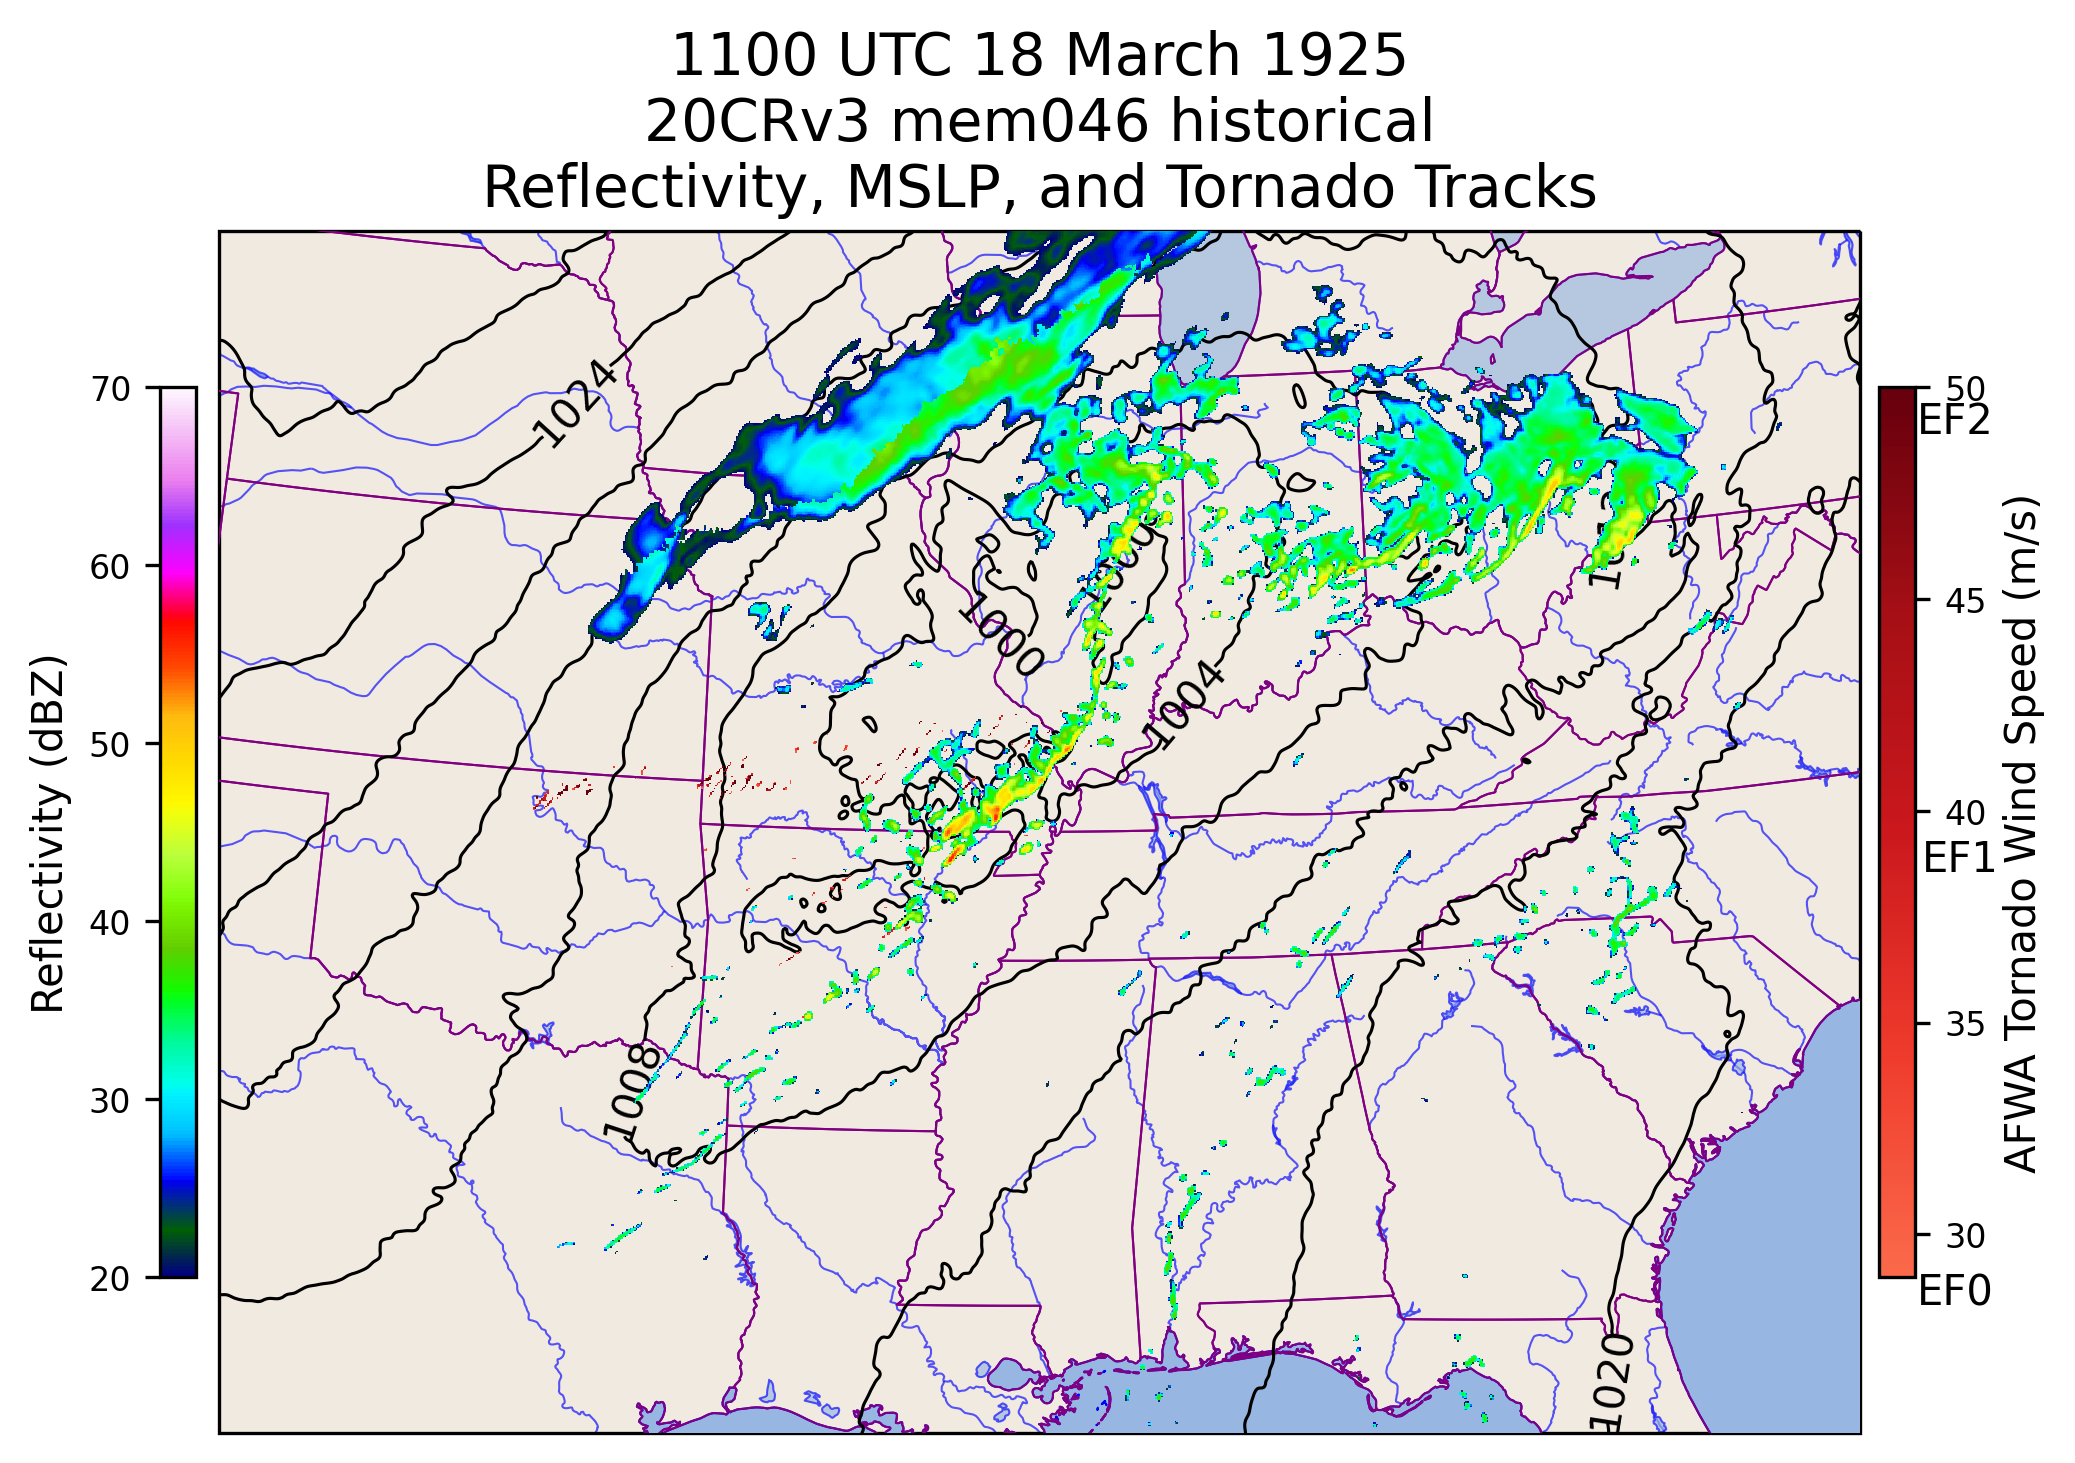 1100 UTC 18 March 1925
20CRv3 mem046 historical
Reflectivity, MSLP, and Tornado Tracks
Reflectivity (dBZ)
70
60
50
40
30
20
1024
1000
1000
1004
1008
1020
50
EF2
45
40
EF1
35
30
EF0
AFWA Tornado Wind Speed (m/s)